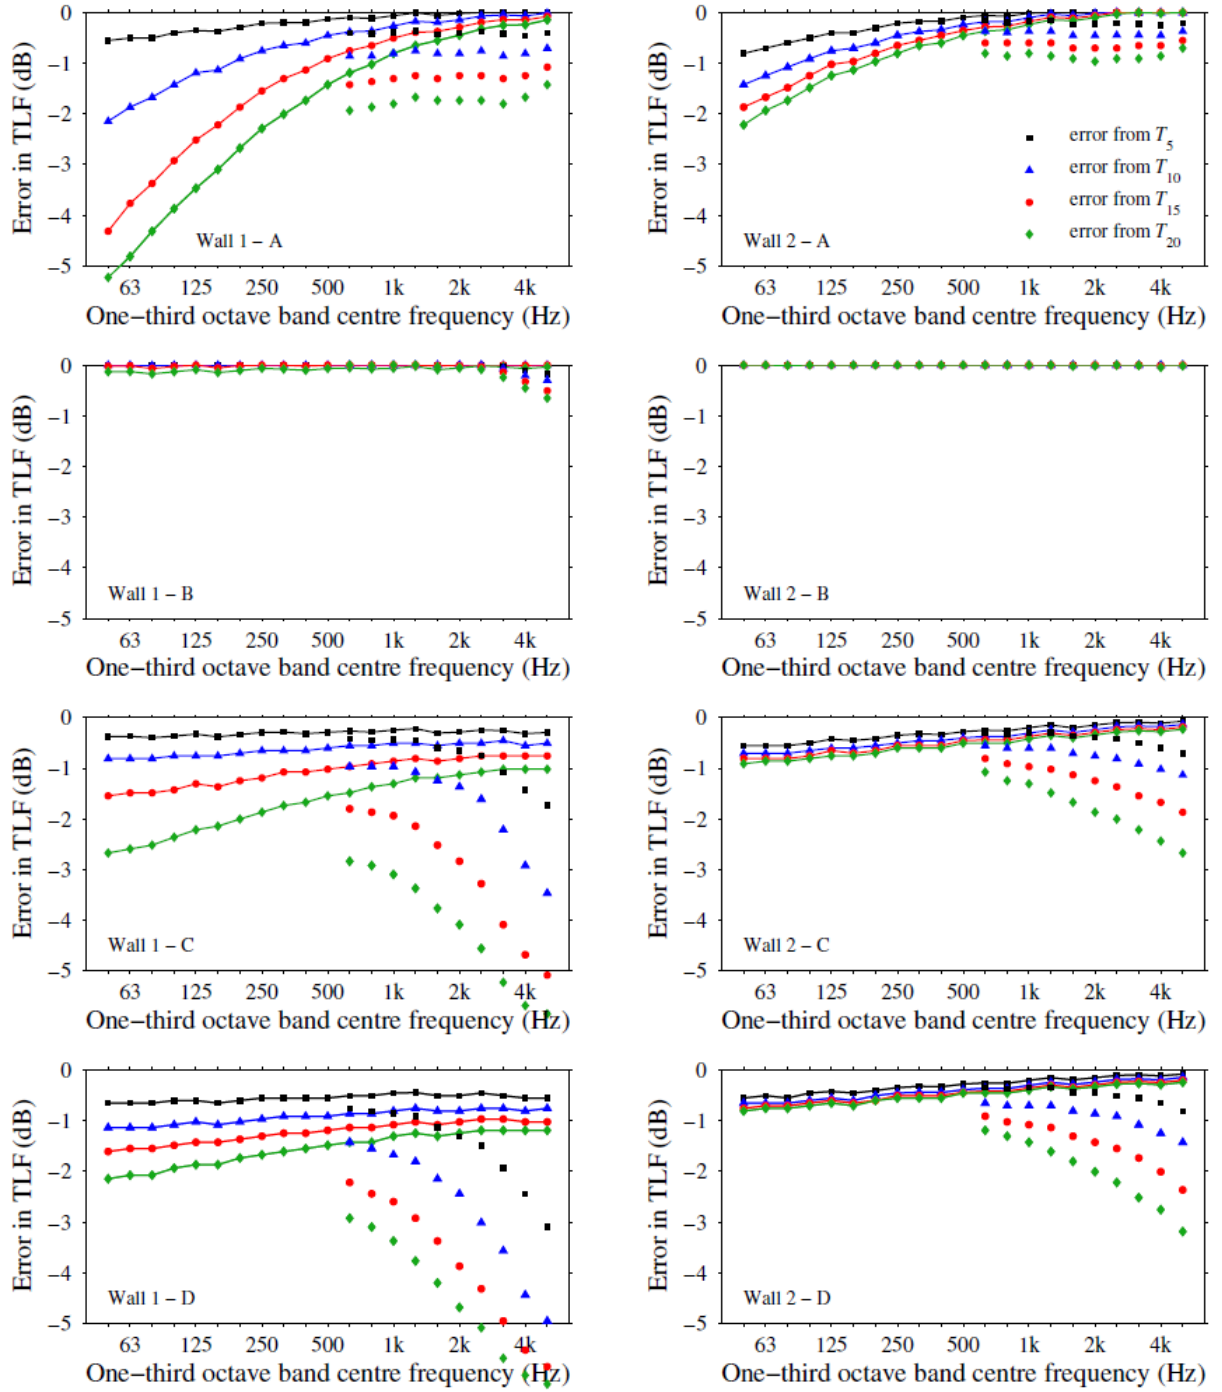 0
−1
−2
−3
−4
−5
Error in TLF (dB)
Wall 1 − A
63 125 250 500 1k 2k 4k
One−third octave band centre frequency (Hz)
0
−1
−2
−3
−4
−5
Error in TLF (dB)
error from T5
error from T10
error from T15
error from T20
Wall 2 − A
63 125 250 500 1k 2k 4k
One−third octave band centre frequency (Hz)
0
−1
−2
−3
−4
−5
Error in TLF (dB)
Wall 1 − B
63 125 250 500 1k 2k 4k
One−third octave band centre frequency (Hz)
0
−1
−2
−3
−4
−5
Error in TLF (dB)
Wall 2 − B
63 125 250 500 1k 2k 4k
One−third octave band centre frequency (Hz)
0
−1
−2
−3
−4
−5
Error in TLF (dB)
Wall 1 − C
63 125 250 500 1k 2k 4k
One−third octave band centre frequency (Hz)
0
−1
−2
−3
−4
−5
Error in TLF (dB)
Wall 2 − C
63 125 250 500 1k 2k 4k
One−third octave band centre frequency (Hz)
0
−1
−2
−3
−4
−5
Error in TLF (dB)
Wall 1 − D
63 125 250 500 1k 2k 4k
One−third octave band centre frequency (Hz)
0
−1
−2
−3
−4
−5
Error in TLF (dB)
Wall 2 − D
63 125 250 500 1k 2k 4k
One−third octave band centre frequency (Hz)